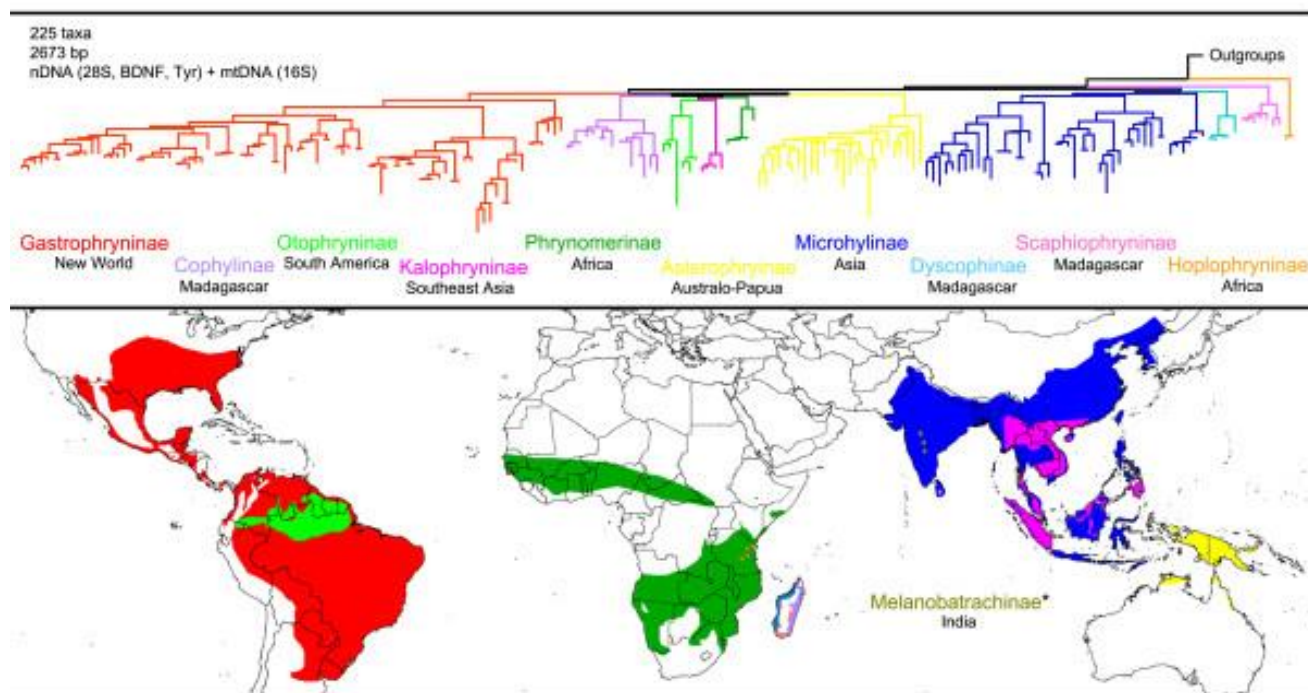 225 taxa
2673 bp
nDNA (28S, BDNF, Tyr) + mtDNA (16S)
Outgroups
Gastrophryninae
New World
Cophylinae
Madagascar
Otophryninae
South America
Kalophryninae
Southeast Asia
Phrynomerinae
Africa
Asterophryinae
Australo-Papua
Microhylinae
Asia
Dyscophinae
Madagascar
Scaphiophryninae
Madagascar
Hoplophryninae
Africa
Melanobatrachinae*
India